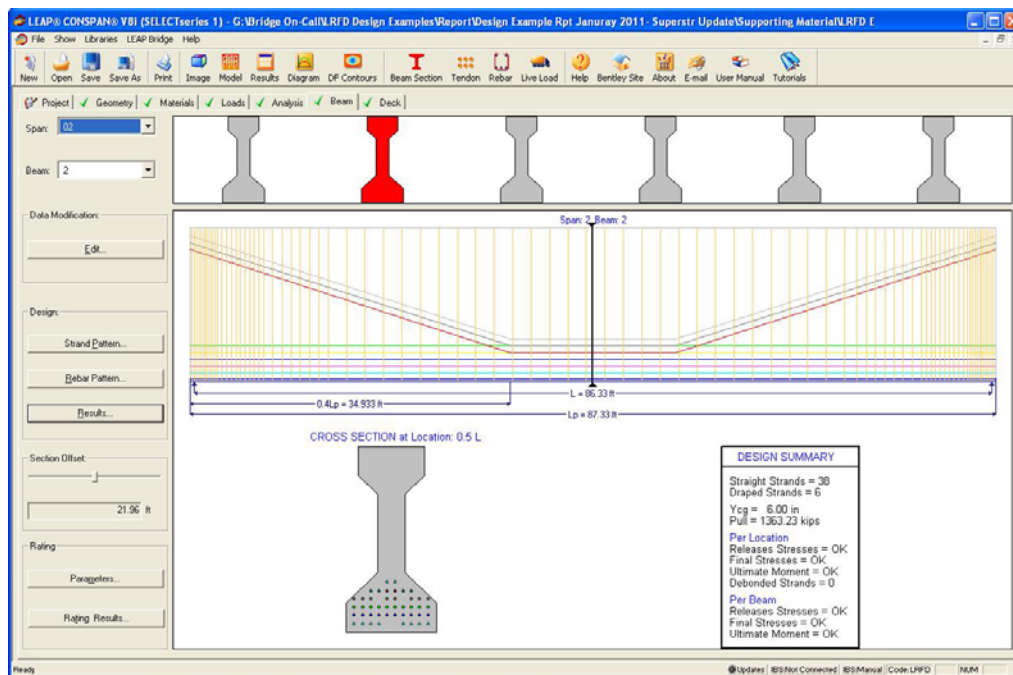 LEAP® CONSPAN® V8i (SELECTseries 1) - G:\Bridge On-Call\LRFD Design Examples\Report\Design Example Rpt Januray 2011- Superstr Update\Supporting Material\LRFD E
File Show Libraries LEAP Bridge Help
New Open Save Save As Print Image Model Results Diagram DF Contours Beam Section Tendon Rebar Live Load Help Bentley Site About E-mail User Manual Tutorials
Project Geometry Materials Loads Analysis Beam Deck
Span: 02
Beam: 2
Data Modification:
Edit...
Design:
Strand Pattern...
Rebar Pattern...
Results...
Section Offset:
21.96 ft
Rating
Parameters...
Rating Results...
Span: 2, Beam: 2
L = 86.33 ft
0.4Lp = 34.933 ft
Lp = 87.33 ft
CROSS SECTION at Location: 0.5 L
DESIGN SUMMARY
Straight Strands = 38
Draped Strands = 6
Ycg = 6.00 in
Pull = 1363.23 kips
Per Location
Releases Stresses = OK
Final Stresses = OK
Ultimate Moment = OK
Debonded Strands = 0
Per Beam
Releases Stresses = OK
Final Stresses = OK
Ultimate Moment = OK
Ready
Updates IBS:Not Connected IBS:Manual Code: LRFD NUM